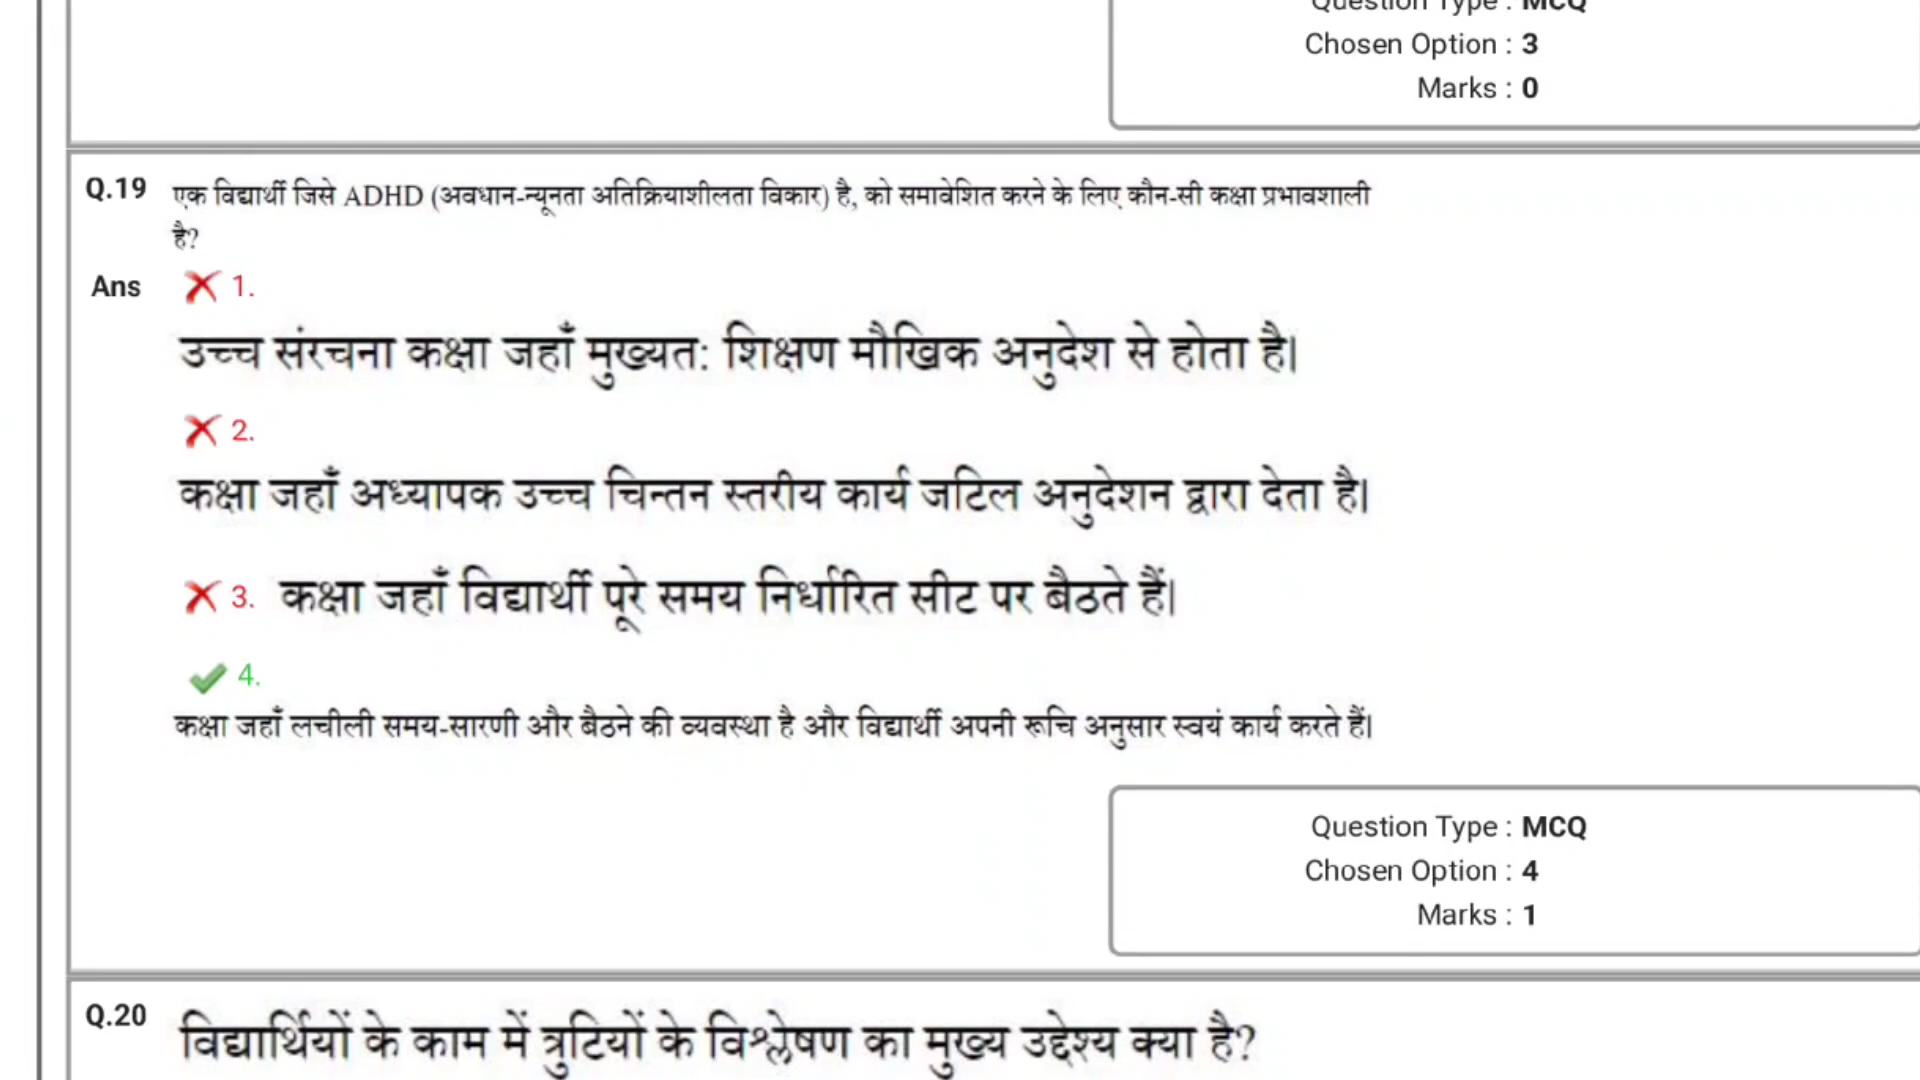 Question Type : MCQ
Chosen Option : 3
Marks : 0
Q.19 एक विद्यार्थी जिसे ADHD (अवधान-न्यूनता अतिक्रियाशीलता विकार) है, को समावेशित करने के लिए कौन-सी कक्षा प्रभावशाली
है?
Ans 1.
उच्च संरचना कक्षा जहाँ मुख्यत: शिक्षण मौखिक अनुदेश से होता है।
2.
कक्षा जहाँ अध्यापक उच्च चिन्तन स्तरीय कार्य जटिल अनुदेशन द्वारा देता है।
3. कक्षा जहाँ विद्यार्थी पूरे समय निर्धारित सीट पर बैठते हैं।
4.
कक्षा जहाँ लचीली समय-सारणी और बैठने की व्यवस्था है और विद्यार्थी अपनी रूचि अनुसार स्वयं कार्य करते हैं।
Question Type : MCQ
Chosen Option : 4
Marks : 1
Q.20 विद्यार्थियों के काम में त्रुटियों के विश्लेषण का मुख्य उद्देश्य क्या है?